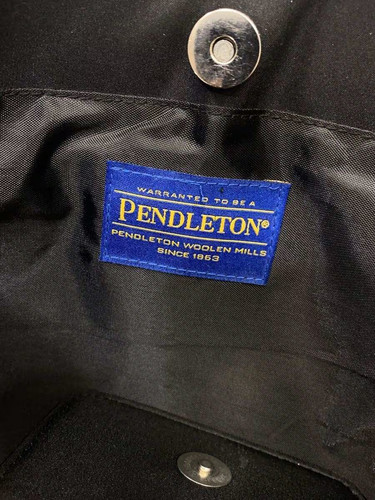 WARRANTED TO BE A
PENDLETON®
PENDLETON WOOLEN MILLS
SINCE 1863